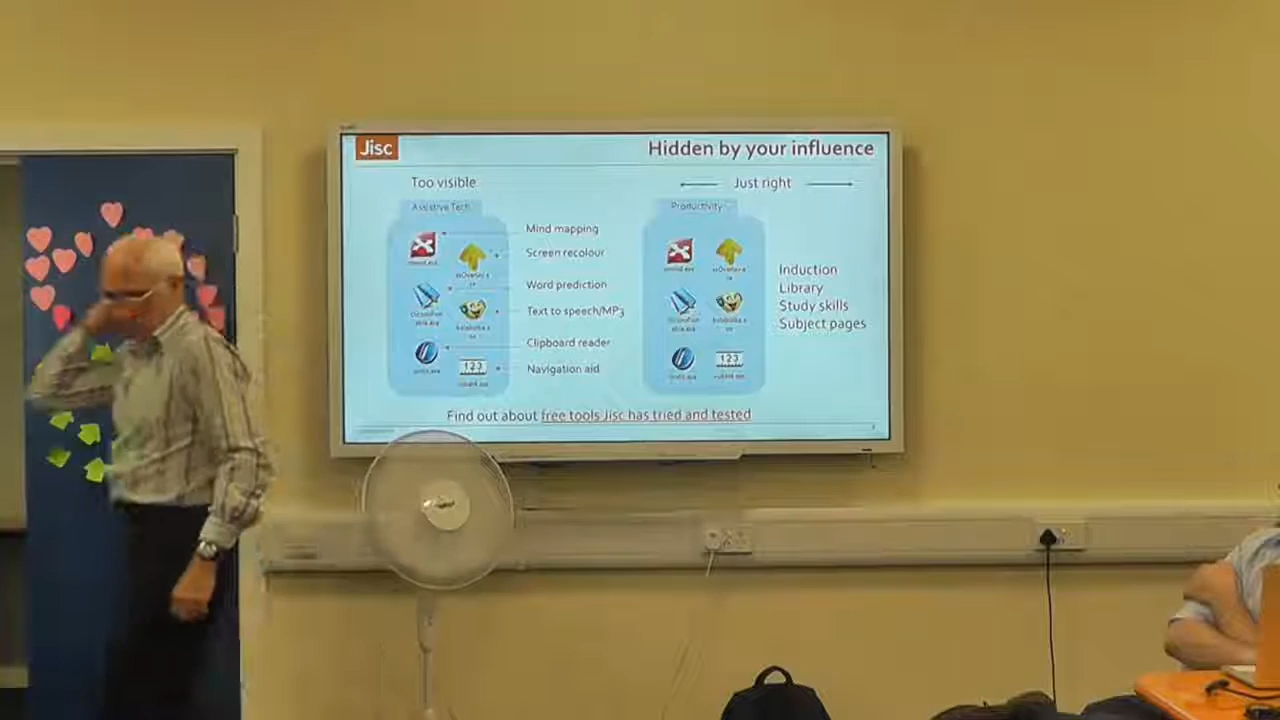 Jisc
Hidden by your influence
Too visible
Just right
Assistive Tech
Productivity
Mind mapping
Screen recolour
Word prediction
Text to speech/MP3
Clipboard reader
Navigation aid
123
123
Induction
Library
Study skills
Subject pages
Find out about free tools Jisc has tried and tested